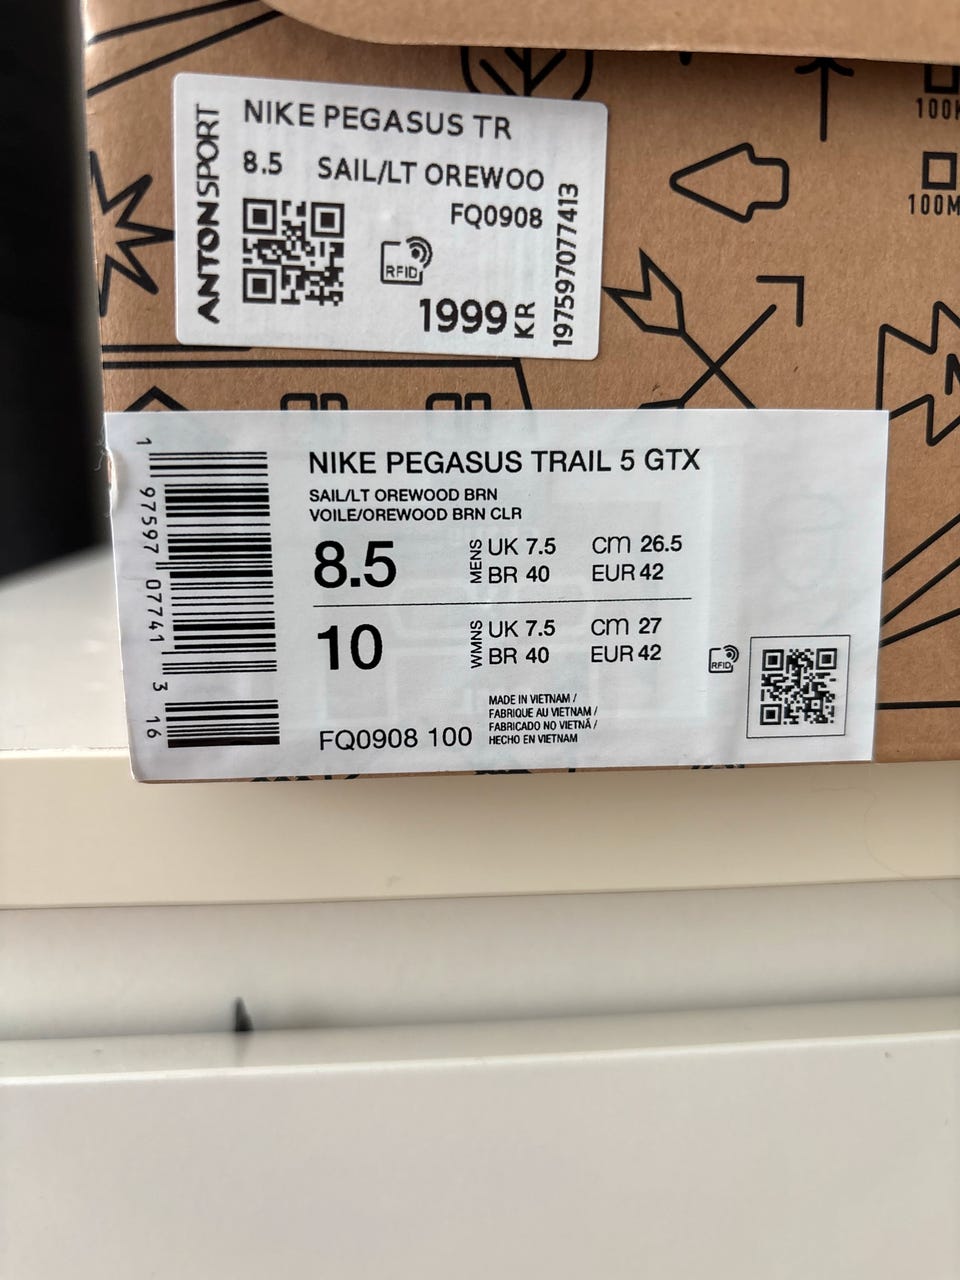 100K
100M
ANTONSPORT
NIKE PEGASUS TR
8.5 SAIL/LT OREWOO
FQ0908
RFID
1999 KR
197597077413
NIKE PEGASUS TRAIL 5 GTX
SAIL/LT OREWOOD BRN
VOILE/OREWOOD BRN CLR
8.5 MENS UK 7.5 cm 26.5
BR 40 EUR 42
10 WMNS UK 7.5 cm 27
BR 40 EUR 42
RFID
MADE IN VIETNAM /
FABRIQUE AU VIETNAM /
FABRICADO NO VIETNÃ /
HECHO EN VIETNAM
FQ0908 100
1 97597 07741 3 16